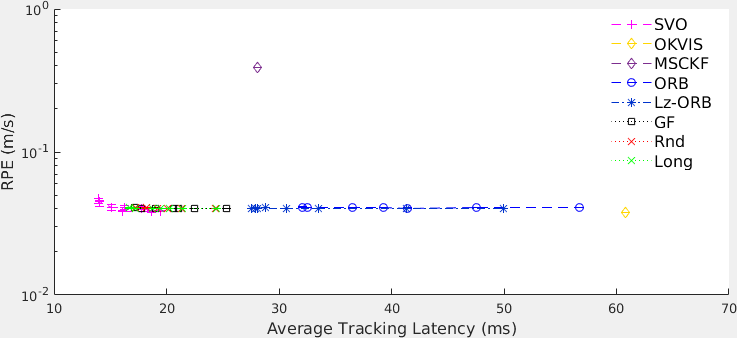 10^0
10^-1
10^-2
RPE (m/s)
SVO
OKVIS
MSCKF
ORB
Lz-ORB
GF
Rnd
Long
10 20 30 40 50 60 70
Average Tracking Latency (ms)